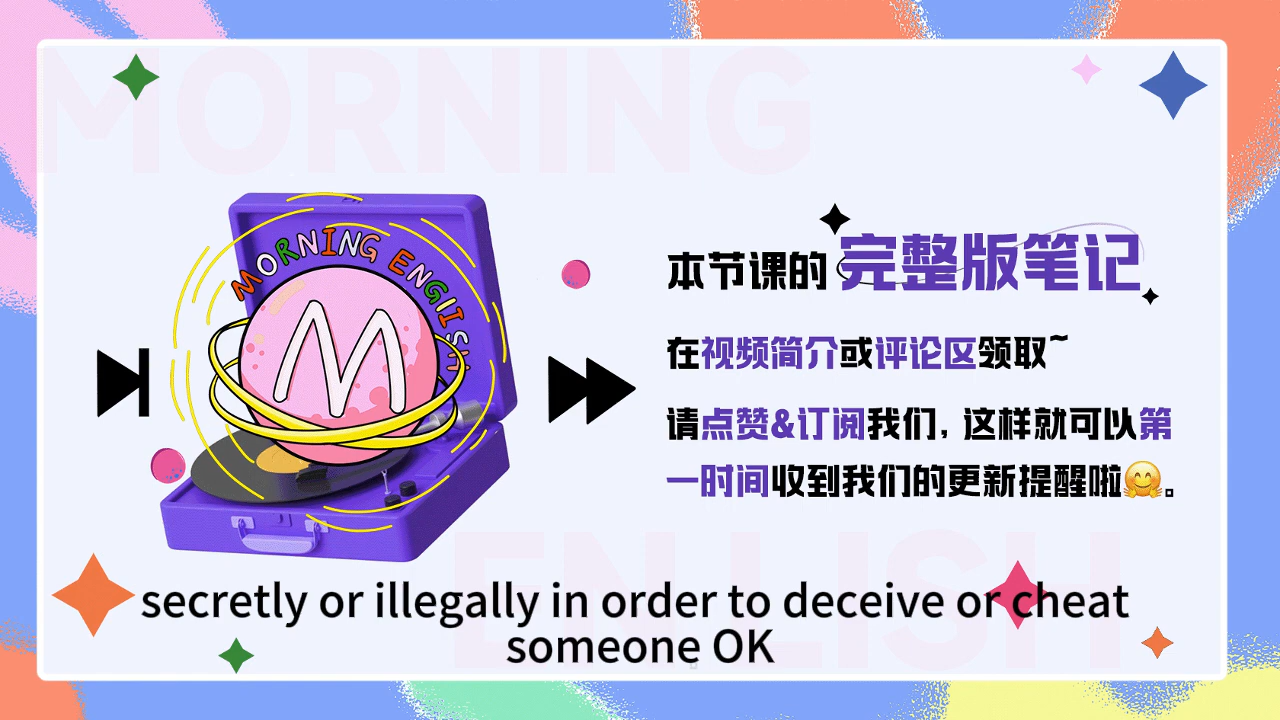 MORNING
MORNING ENGlISH
M
本节课的 完整版笔记
在视频简介或评论区领取~
请点赞&订阅我们，这样就可以第
一时间收到我们的更新提醒啦🤗。
ENGLISH
secretly or illegally in order to deceive or cheat
someone OK